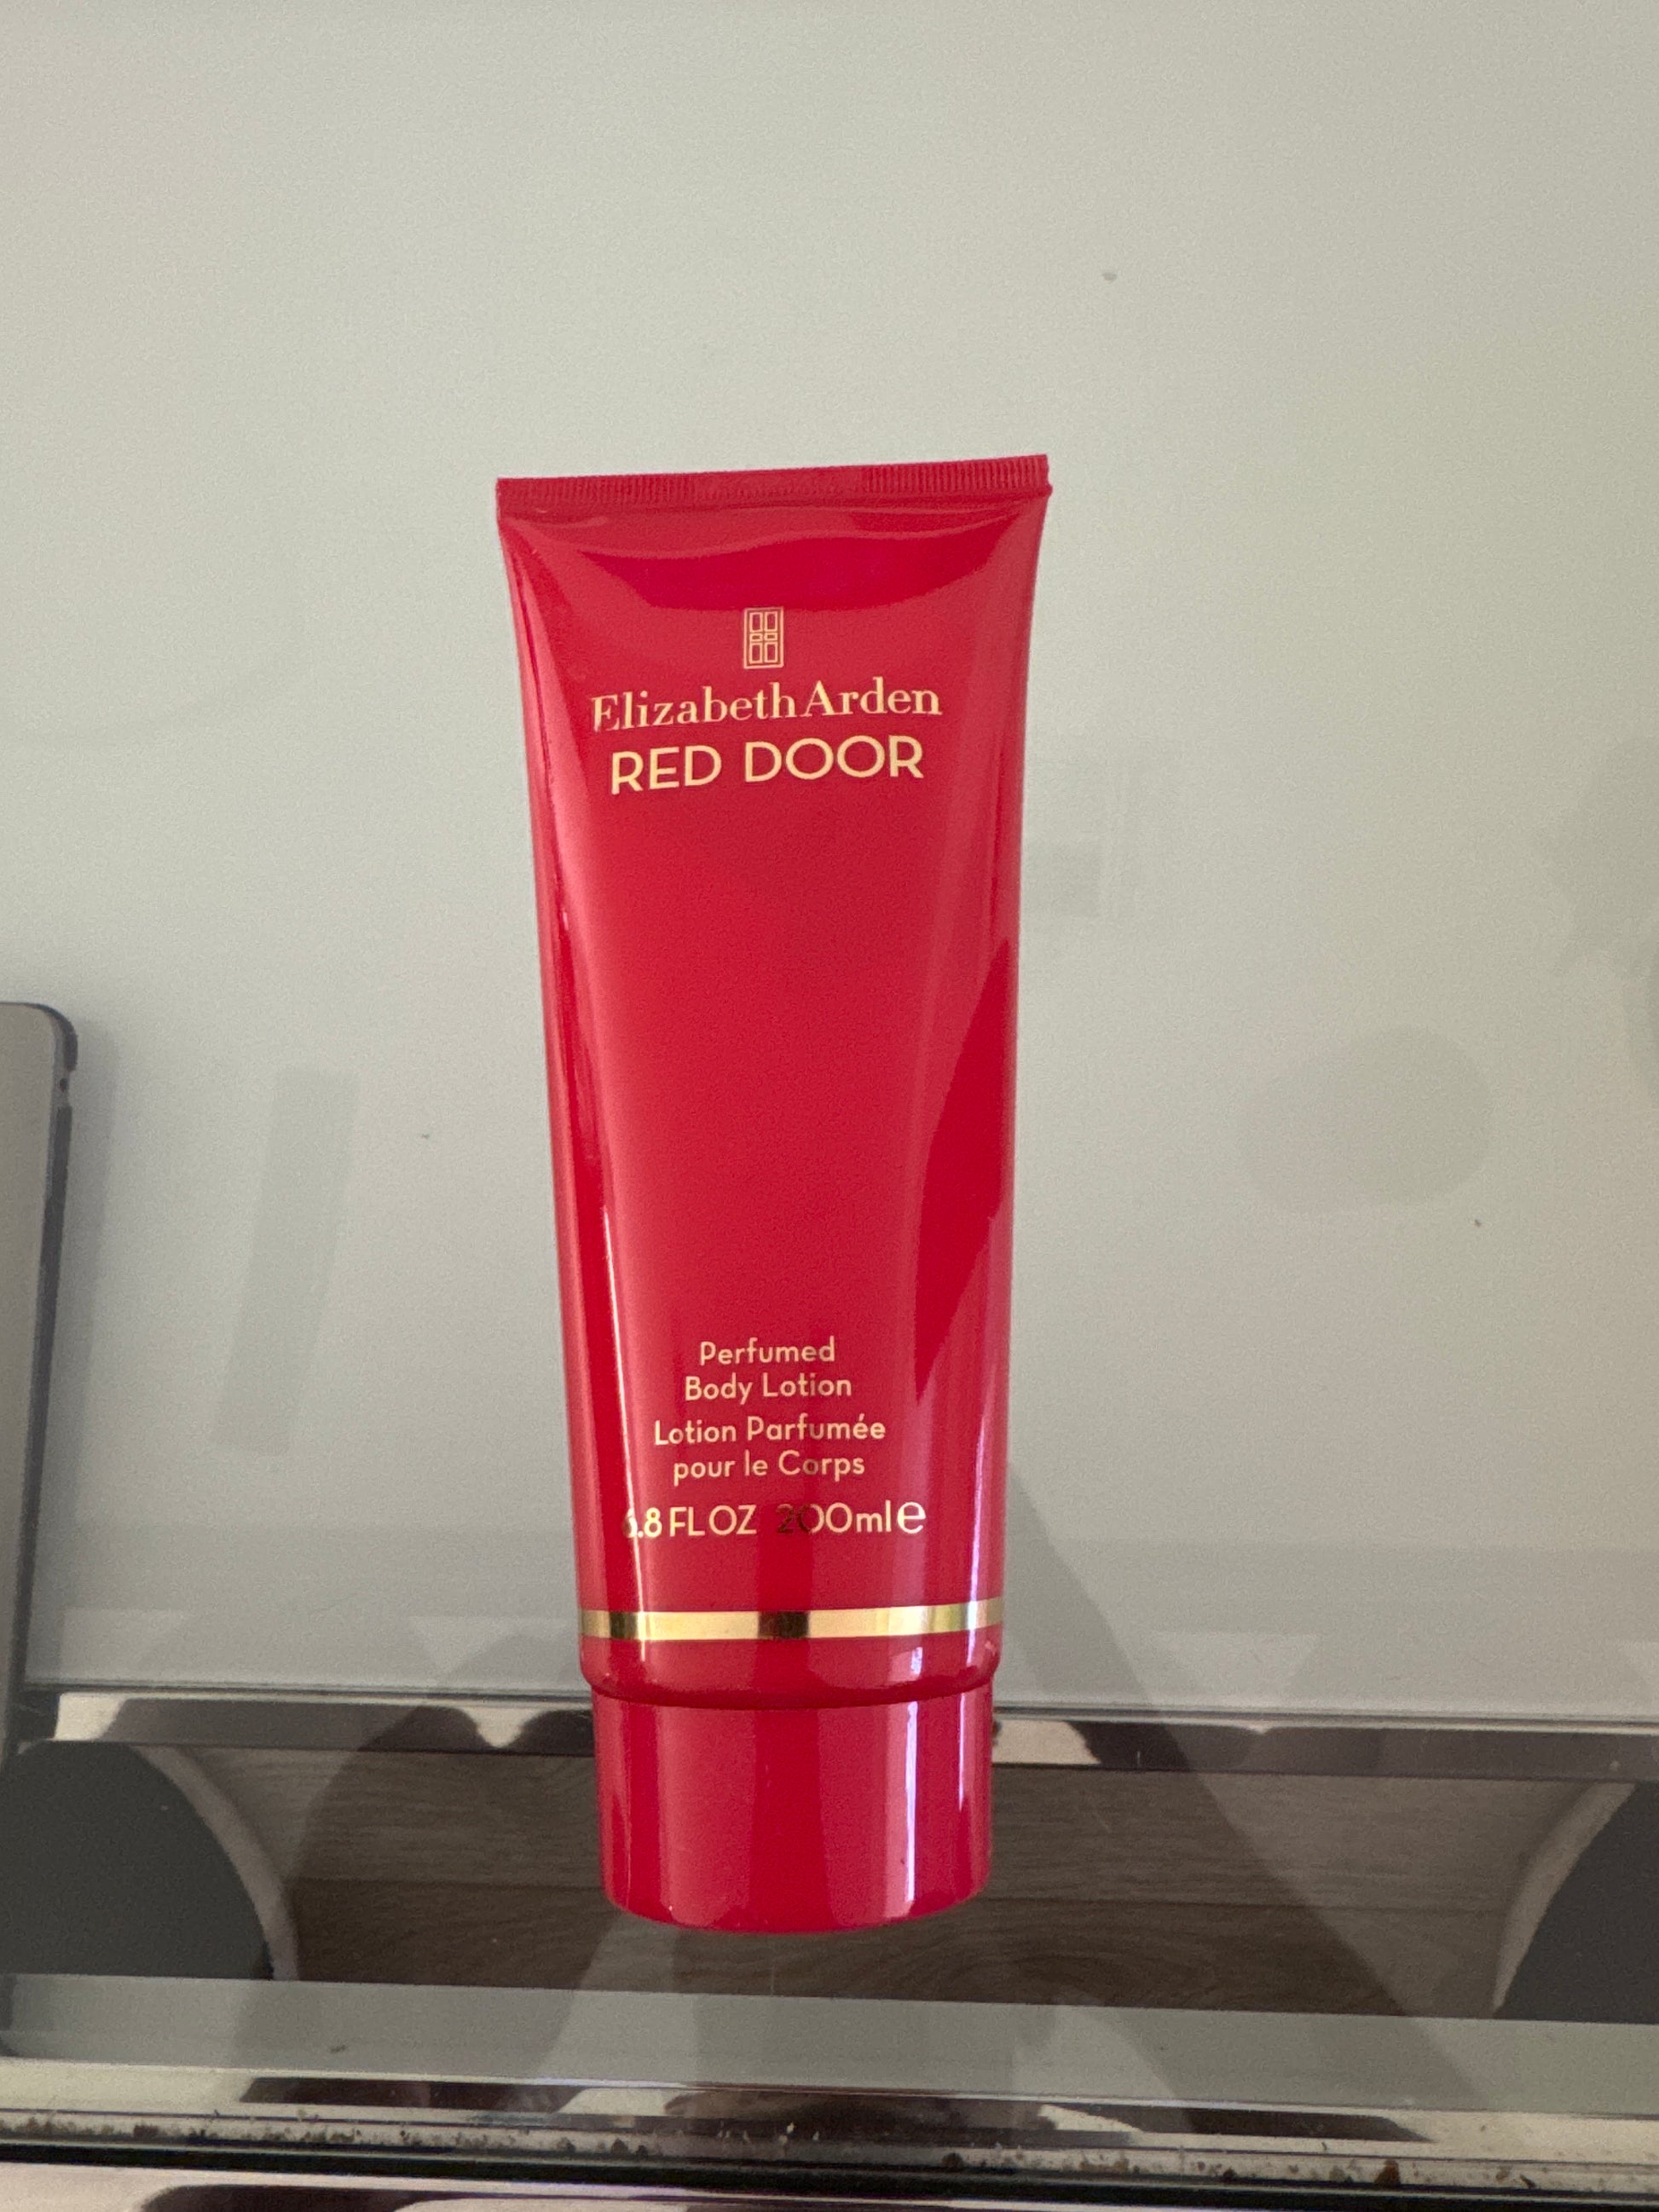 Elizabeth Arden
RED DOOR
Perfumed
Body Lotion
Lotion Parfumée
pour le Corps
6.8 FL OZ 200ml e